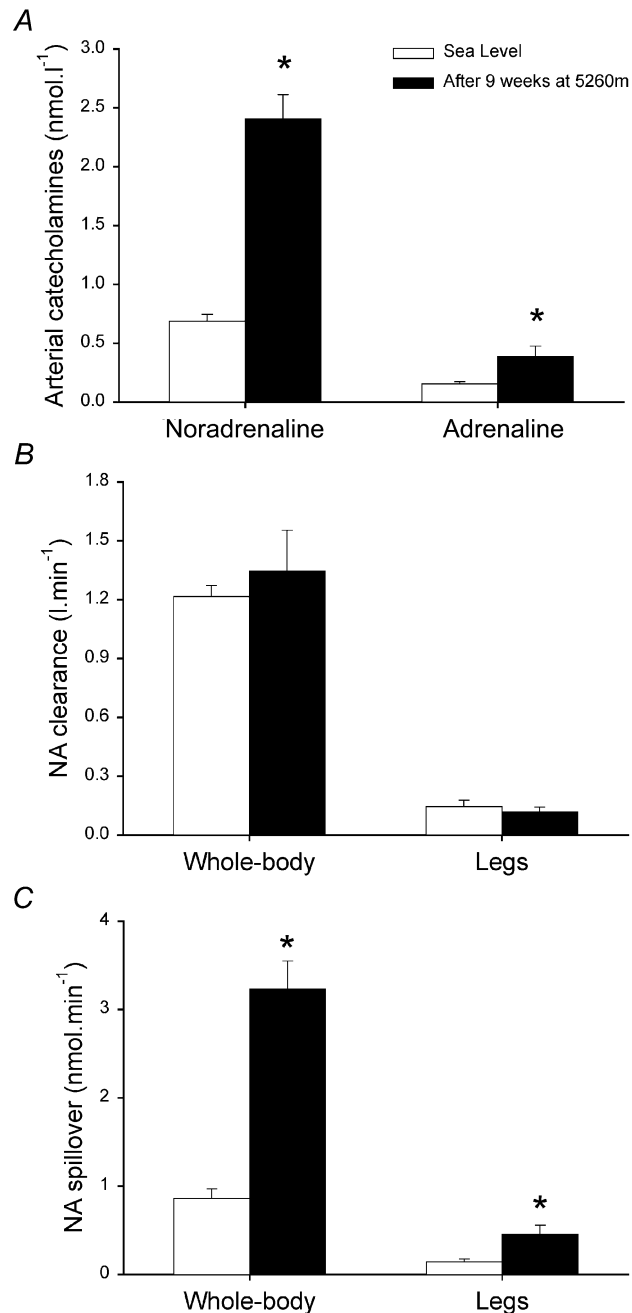 A
Sea Level
After 9 weeks at 5260m
Arterial catecholamines (nmol.l⁻¹)
3.0
2.5
2.0
1.5
1.0
0.5
0.0
*
*
Noradrenaline Adrenaline
B
NA clearance (l.min⁻¹)
1.8
1.5
1.2
0.9
0.6
0.3
0.0
Whole-body Legs
C
NA spillover (nmol.min⁻¹)
4
3
2
1
0
*
*
Whole-body Legs